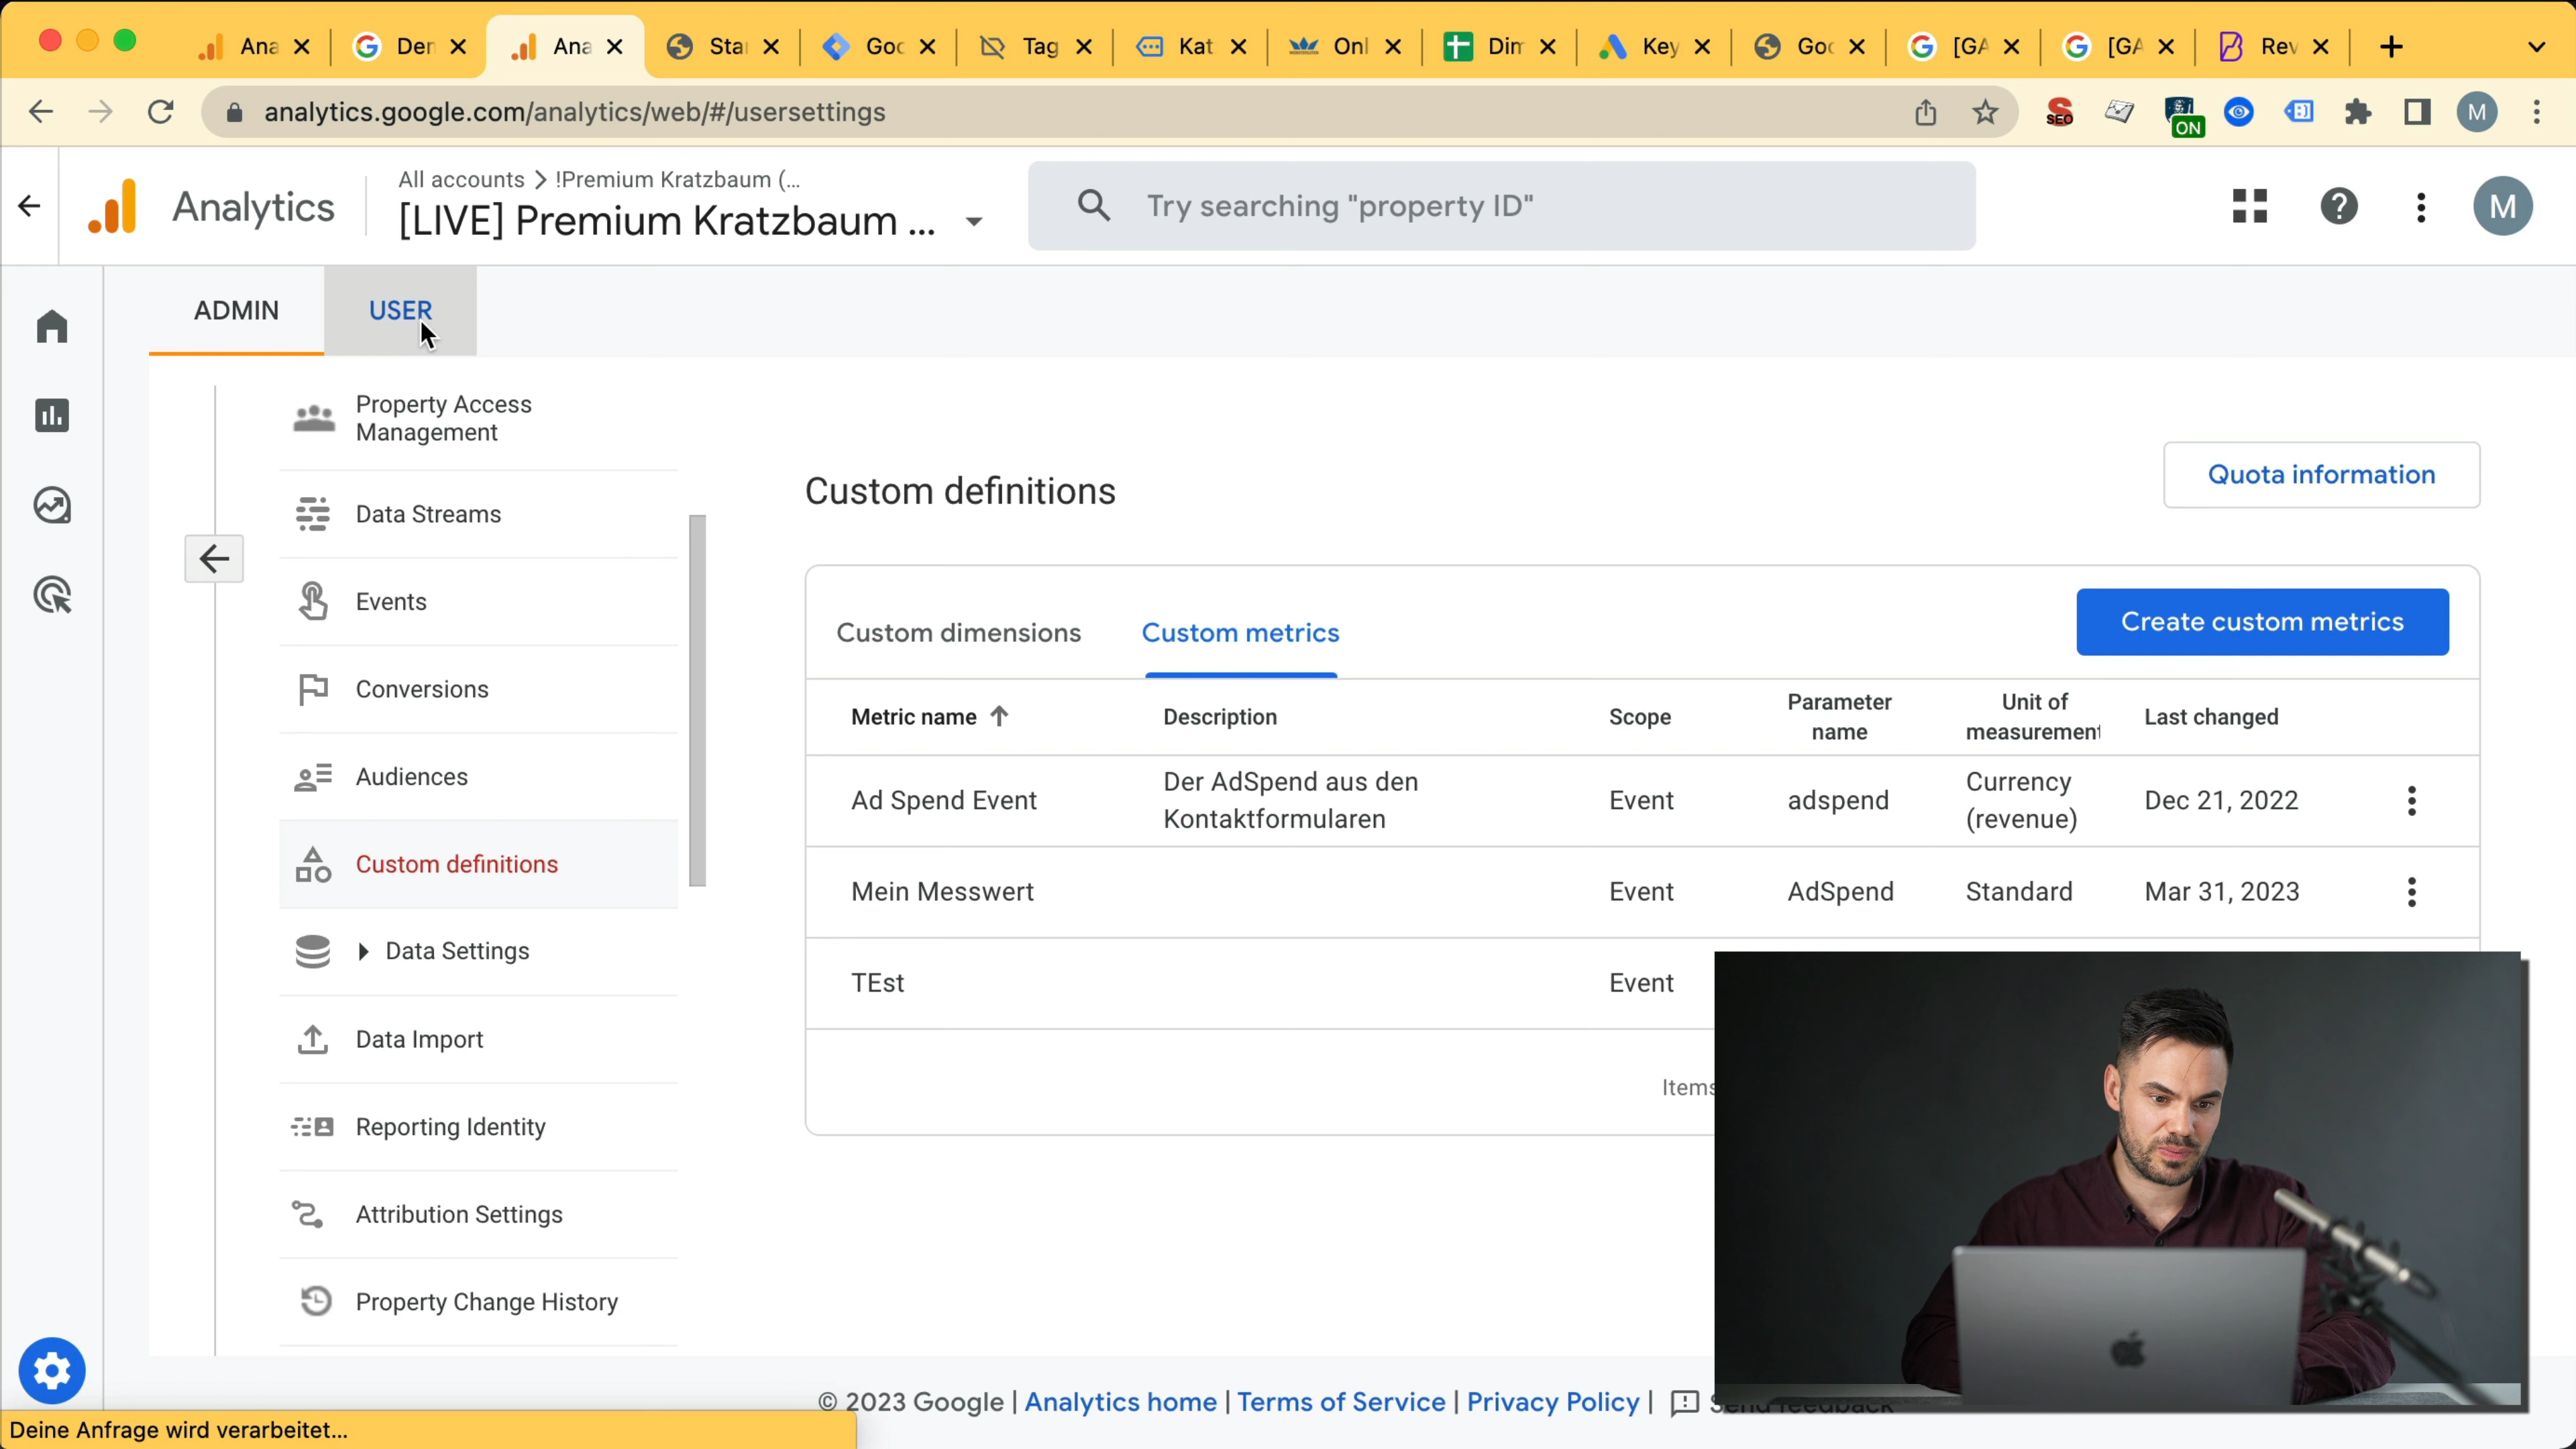 Ana
Der
Ana
Star
Goo
Tag
Kat
Onl
Dim
Key
Goo
[GA
[GA
Rev
analytics.google.com/analytics/web/#/usersettings
SEO
ON
M
Analytics
All accounts > !Premium Kratzbaum (...
[LIVE] Premium Kratzbaum ...
Try searching "property ID"
M
ADMIN
USER
Property Access
Management
Data Streams
Events
Conversions
Audiences
Custom definitions
Data Settings
Data Import
Reporting Identity
Attribution Settings
Property Change History
Custom definitions
Quota information
Custom dimensions
Custom metrics
Create custom metrics
Metric name
Description
Scope
Parameter
name
Unit of
measurement
Last changed
Ad Spend Event
Der AdSpend aus den
Kontaktformularen
Event
adspend
Currency
(revenue)
Dec 21, 2022
Mein Messwert
Event
AdSpend
Standard
Mar 31, 2023
TEst
Event
Items
© 2023 Google | Analytics home | Terms of Service | Privacy Policy | Send feedback
Deine Anfrage wird verarbeitet...